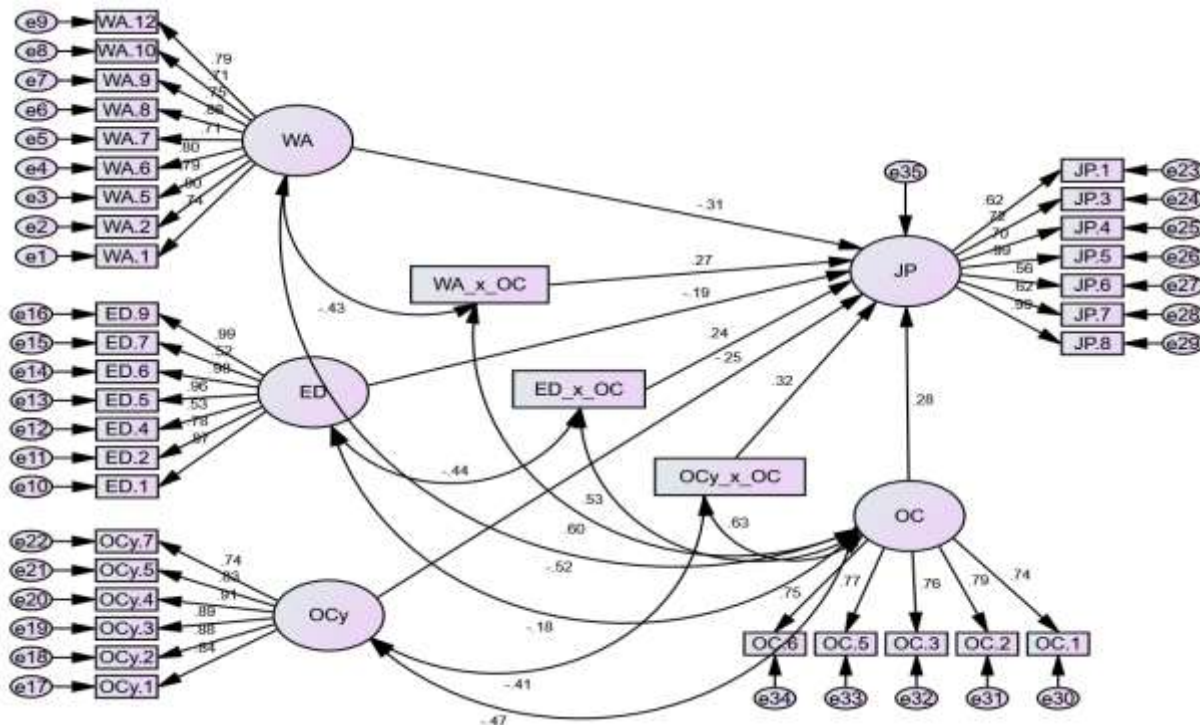 e9 WA.12
e8 WA.10
e7 WA.9
e6 WA.8
e5 WA.7
e4 WA.6
e3 WA.5
e2 WA.2
e1 WA.1
.79
.71
.75
.71
.74
WA
e16 ED.9
e15 ED.7
e14 ED.6
e13 ED.5
e12 ED.4
e11 ED.2
e10 ED.1
.99
.52
.98
.96
.53
.78
ED
e22 OCy.7
e21 OCy.5
e20 OCy.4
e19 OCy.3
e18 OCy.2
e17 OCy.1
.74
.83
.91
.89
.88
.84
OCy
WA_x_OC
ED_x_OC
OCy_x_OC
-.31
.27
-.19
.24
-.25
.32
.28
-.43
-.44
.53
.60
.63
-.52
-.18
-.41
-.47
e35
JP
.62
.70
.56
.62
JP.1 e23
JP.3 e24
JP.4 e25
JP.5 e26
JP.6 e27
JP.7 e28
JP.8 e29
OC
.75
.77
.76
.79
.74
OC.6 OC.5 OC.3 OC.2 OC.1
e34 e33 e32 e31 e30